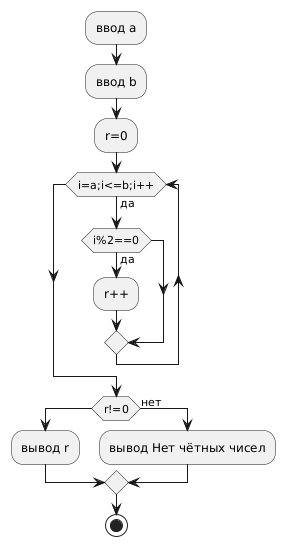 ввод a
ввод b
r=0
i=a;i<=b;i++
да
i%2==0
да
r++
r!=0
нет
вывод r
вывод Нет чётных чисел